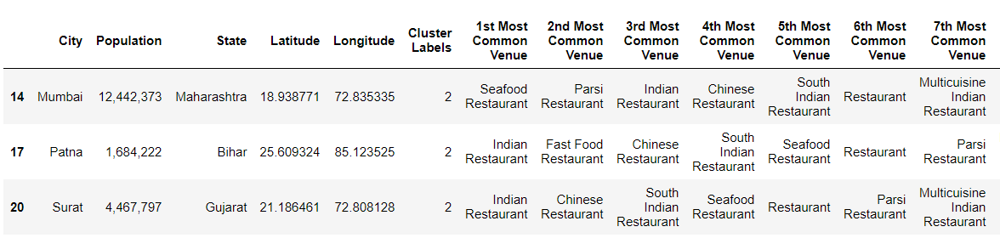 City Population State Latitude Longitude Cluster Labels 1st Most Common Venue 2nd Most Common Venue 3rd Most Common Venue 4th Most Common Venue 5th Most Common Venue 6th Most Common Venue 7th Most Common Venue
14 Mumbai 12,442,373 Maharashtra 18.938771 72.835335 2 Seafood Restaurant Parsi Restaurant Indian Restaurant Chinese Restaurant South Indian Restaurant Restaurant Multicuisine Indian Restaurant
17 Patna 1,684,222 Bihar 25.609324 85.123525 2 Indian Restaurant Fast Food Restaurant Chinese Restaurant South Indian Restaurant Seafood Restaurant Restaurant Parsi Restaurant
20 Surat 4,467,797 Gujarat 21.186461 72.808128 2 Indian Restaurant Chinese Restaurant South Indian Restaurant Seafood Restaurant Restaurant Parsi Restaurant Multicuisine Indian Restaurant